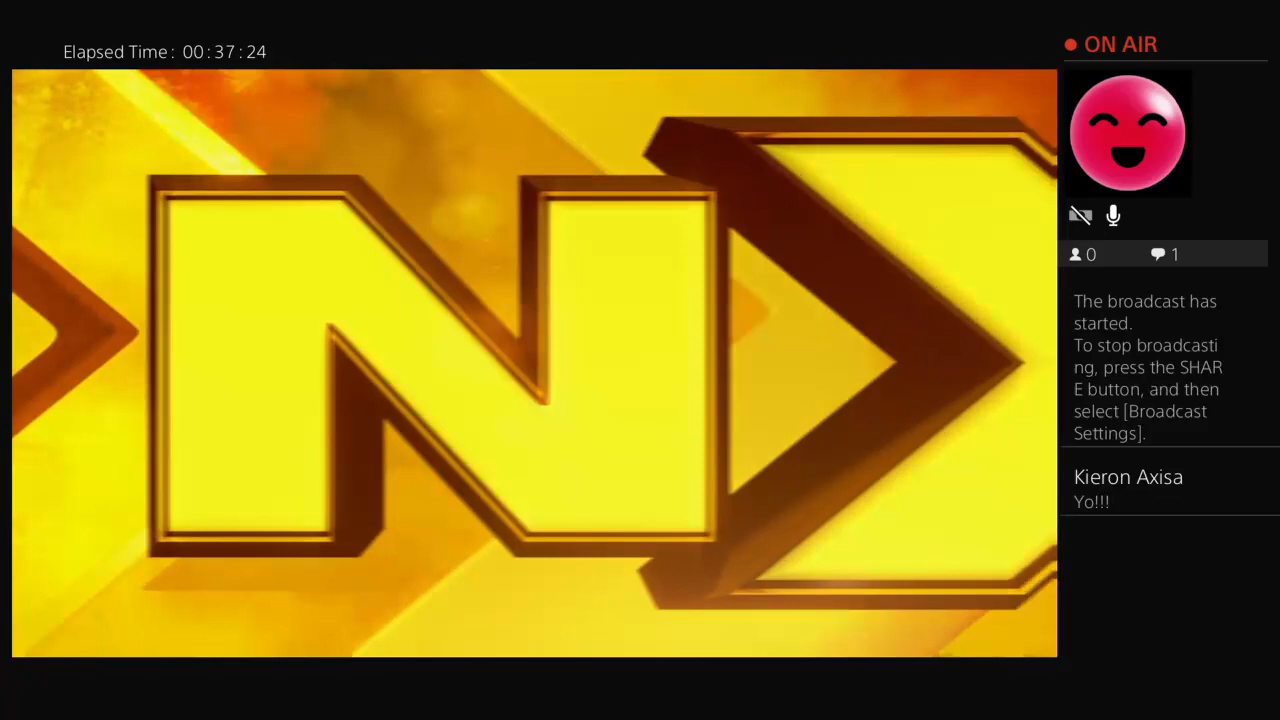 Elapsed Time: 00:37:24
ON AIR
N
0 1
The broadcast has
started.
To stop broadcasti
ng, press the SHAR
E button, and then
select [Broadcast
Settings].
Kieron Axisa
Yo!!!